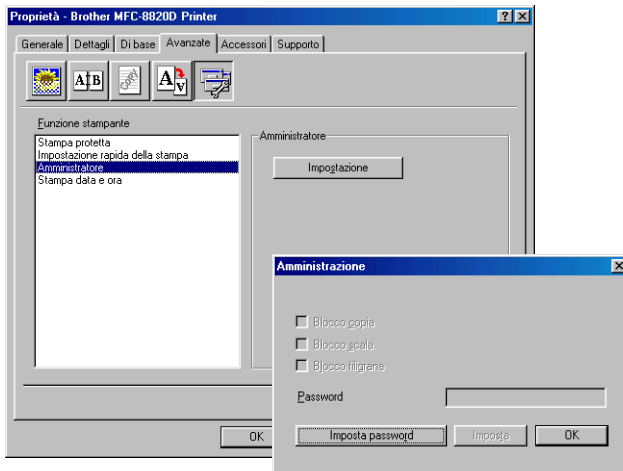 Proprietà - Brother MFC-8820D Printer
Generale Dettagli Di base Avanzate Accessori Supporto
A B A A
Funzione stampante
Stampa protetta
Impostazione rapida della stampa
Amministratore
Stampa data e ora
Amministratore
Impostazione
OK
Amministrazione
Blocco copia
Blocco scala
Blocco filigrana
Password
Imposta password Imposta OK